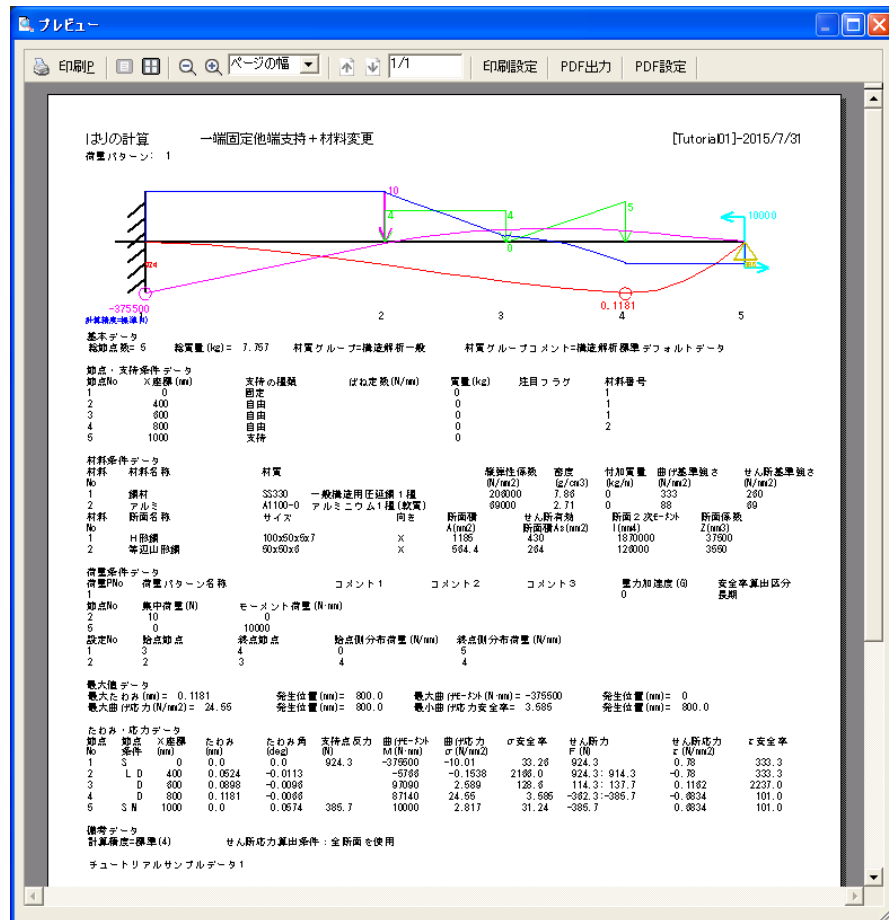 プレビュー
印刷P ページの幅 1/1 印刷設定 PDF出力 PDF設定
はりの計算 一端固定他端支持+材料変更 [Tutorial01]-2015/7/31
荷重パターン: 1
10
4 4 5 10000
0
-375500 0.1181
1 2 3 4 5
計算精度=標準(4)
基本データ
総節点数= 5 総質量(kg)= 7.757 材質グループ=構造解析一般 材質グループコメント=構造解析標準デフォルトデータ
節点・支持条件データ
節点No X座標(mm) 支持の種類 ばね定数(N/mm) 質量(kg) 注目フラグ 材料番号
1 0 固定 0 1
2 400 自由 0 1
3 600 自由 0 1
4 800 自由 0 2
5 1000 支持 0
材料条件データ
材料 材料名称 材質 縦弾性係数 密度 付加質量 曲げ基準強さ せん断基準強さ
No (N/mm2) (g/cm3) (kg/m) (N/mm2) (N/mm2)
1 鋼材 SS330 一般構造用圧延鋼1種 206000 7.86 0 333 260
2 アルミ A1100-0 アルミニウム1種(軟質) 69000 2.71 0 88 69
材料 断面名称 サイズ 向き 断面積 せん断有効 断面2次モーメント 断面係数
No A(mm2) 断面積As(mm2) I(mm4) Z(mm3)
1 H形鋼 100x50x5x7 X 1185 430 1870000 37500
2 等辺山形鋼 50x50x6 X 564.4 264 126000 3550
荷重条件データ
荷重PNo 荷重パターン名称 コメント1 コメント2 コメント3 重力加速度(G) 安全率算出区分
1 0 長期
節点No 集中荷重(N) モーメント荷重(N·mm)
2 10 0
5 0 10000
設定No 始点節点 終点節点 始点側分布荷重(N/mm) 終点側分布荷重(N/mm)
1 3 4 0 5
2 2 3 4 4
最大値データ
最大たわみ(mm)= 0.1181 発生位置(mm)= 800.0 最大曲げモーメント(N·mm)= -375500 発生位置(mm)= 0
最大曲げ応力(N/mm2)= 24.55 発生位置(mm)= 800.0 最小曲げ応力安全率= 3.585 発生位置(mm)= 800.0
たわみ・応力データ
節点 節点 X座標 たわみ たわみ角 支持点反力 曲げモーメント 曲げ応力 σ安全率 せん断力 せん断応力 τ安全率
No 条件 (mm) (mm) (deg) (N) M(N·mm) σ(N/mm2) F(N) τ(N/mm2)
1 S 0 0.0 0.0 924.3 -375500 -10.01 33.26 924.3 0.78 333.3
2 L D 400 0.0524 -0.0113 -5766 -0.1538 2166.0 924.3: 914.3 -0.78 333.3
3 D 600 0.0898 -0.0096 97090 2.589 128.6 114.3: 137.7 0.1162 2237.0
4 D 800 0.1181 -0.0066 87140 24.55 3.585 -362.3:-385.7 -0.6834 101.0
5 S N 1000 0.0 0.0574 385.7 10000 2.817 31.24 -385.7 0.6834 101.0
備考データ
計算精度=標準(4) せん断応力算出条件:全断面を使用
チュートリアルサンプルデータ1